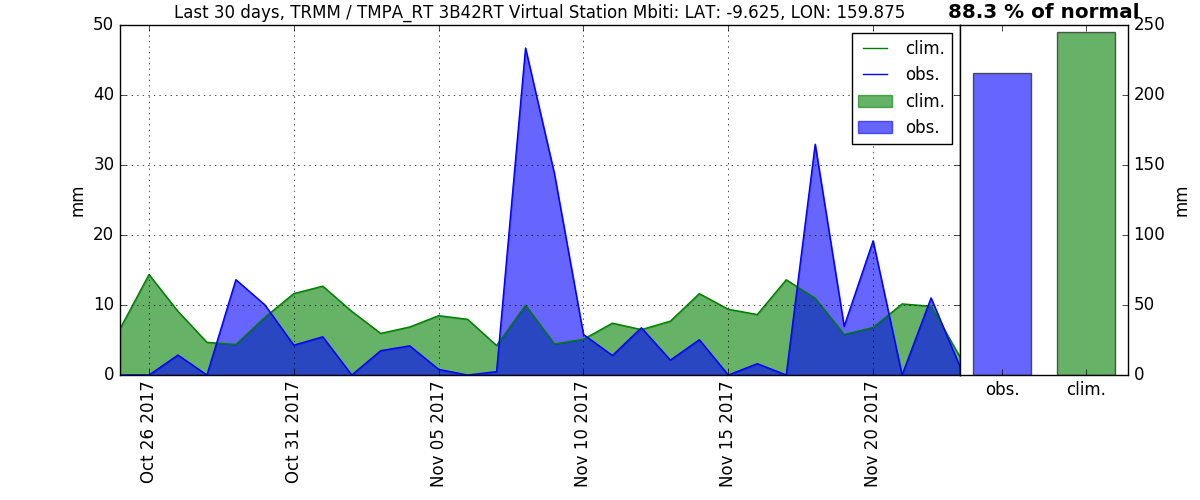 Last 30 days, TRMM / TMPA_RT 3B42RT Virtual Station Mbiti: LAT: -9.625, LON: 159.875
88.3 % of normal
50
40
30
20
10
0
mm
clim.
obs.
clim.
obs.
250
200
150
100
50
0
mm
obs.
clim.
Oct 26 2017
Oct 31 2017
Nov 05 2017
Nov 10 2017
Nov 15 2017
Nov 20 2017